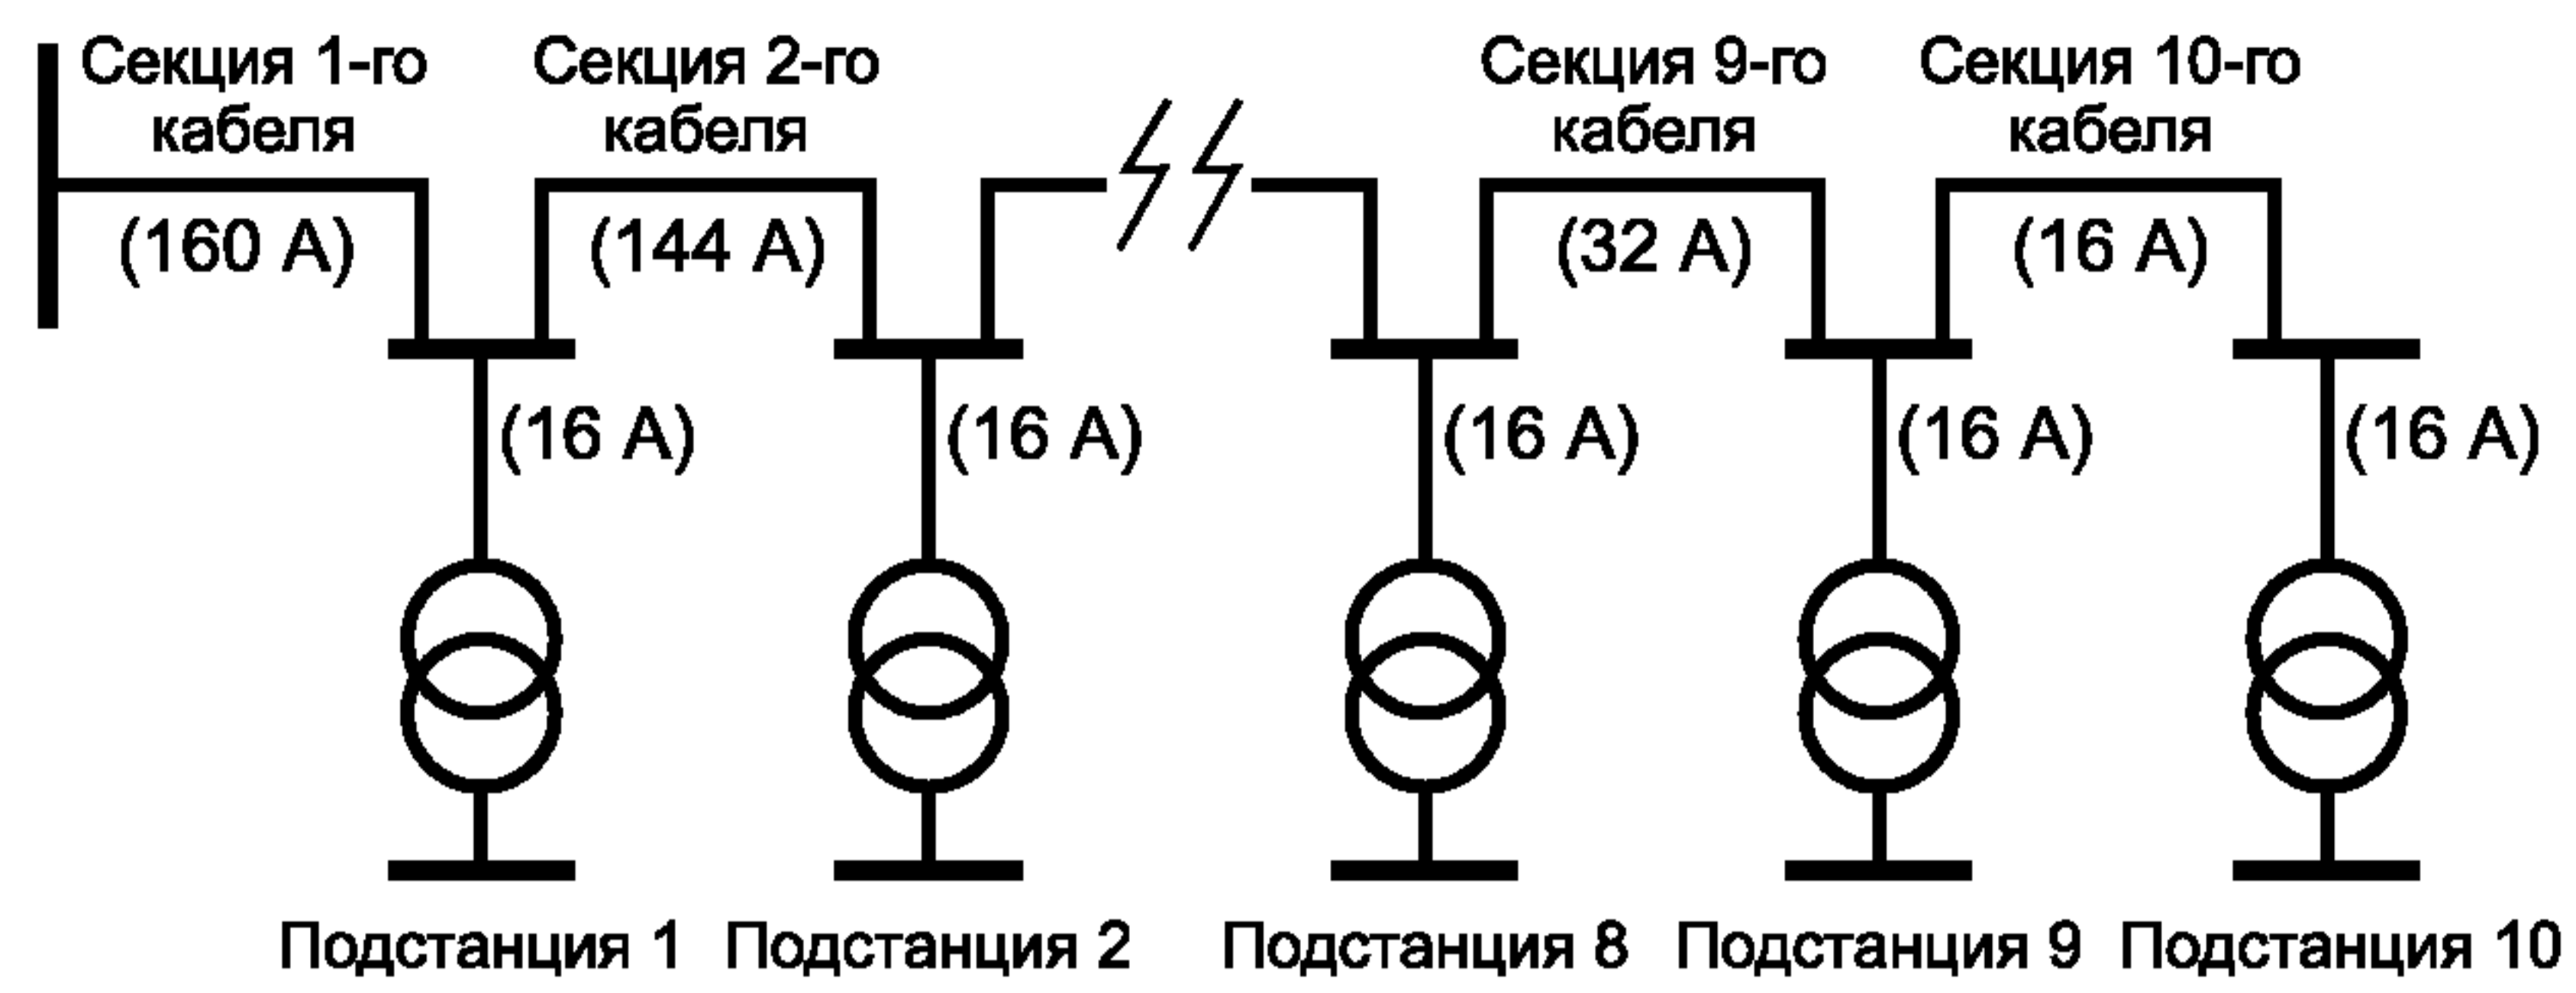 Секция 1-го
кабеля
Секция 2-го
кабеля
Секция 9-го
кабеля
Секция 10-го
кабеля
(160 А)
(144 А)
(32 А)
(16 А)
(16 А)
(16 А)
(16 А)
(16 А)
(16 А)
Подстанция 1
Подстанция 2
Подстанция 8
Подстанция 9
Подстанция 10